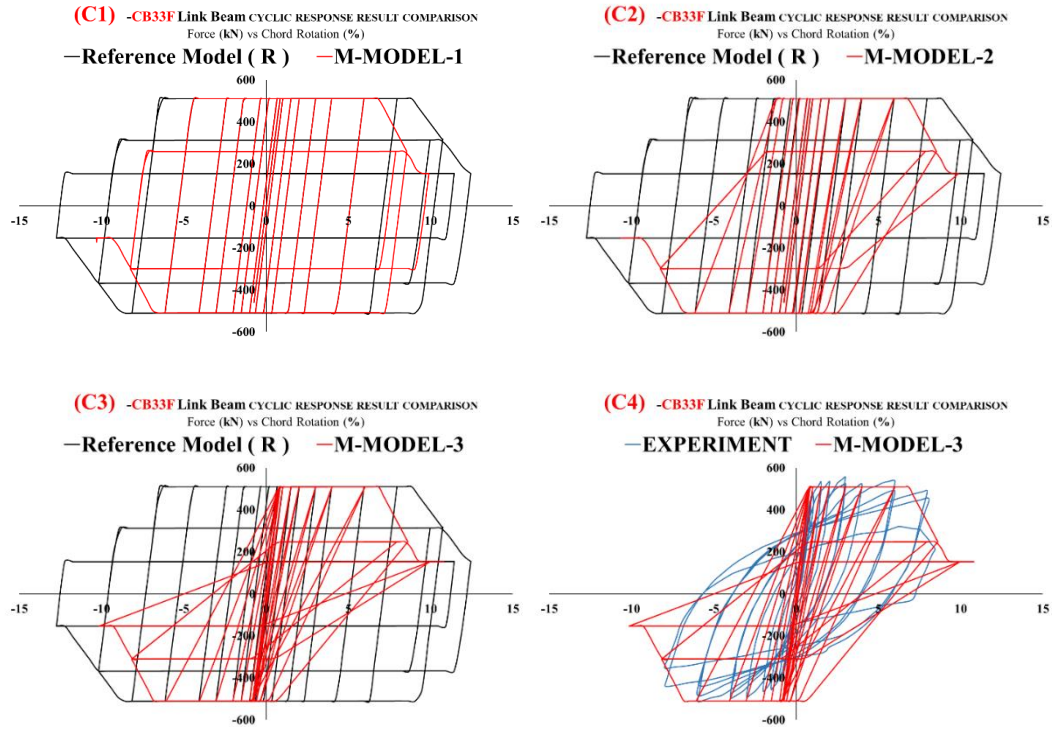 (C1) -CB33F Link Beam CYCLIC RESPONSE RESULT COMPARISON
Force (kN) vs Chord Rotation (%)
Reference Model ( R ) M-MODEL-1
600
400
200
0
-15 -10 -5 0 5 10 15
-200
-400
-600
(C2) -CB33F Link Beam CYCLIC RESPONSE RESULT COMPARISON
Force (kN) vs Chord Rotation (%)
Reference Model ( R ) M-MODEL-2
600
400
200
0
-15 -10 -5 0 5 10 15
-200
-400
-600
(C3) -CB33F Link Beam CYCLIC RESPONSE RESULT COMPARISON
Force (kN) vs Chord Rotation (%)
Reference Model ( R ) M-MODEL-3
600
400
200
0
-15 -10 -5 0 5 10 15
-200
-400
-600
(C4) -CB33F Link Beam CYCLIC RESPONSE RESULT COMPARISON
Force (kN) vs Chord Rotation (%)
EXPERIMENT M-MODEL-3
600
400
200
0
-15 -10 -5 0 5 10 15
-200
-400
-600